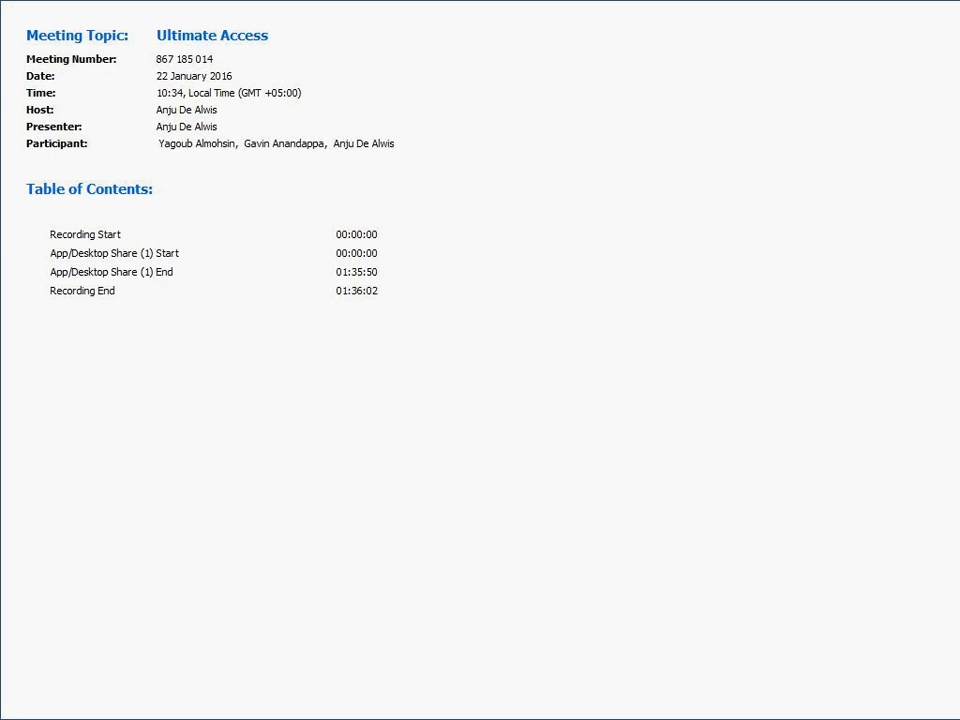 Meeting Topic: Ultimate Access
Meeting Number: 867 185 014
Date: 22 January 2016
Time: 10:34, Local Time (GMT +05:00)
Host: Anju De Alwis
Presenter: Anju De Alwis
Participant: Yagoub Almohsin, Gavin Anandappa, Anju De Alwis
Table of Contents:
Recording Start 00:00:00
App/Desktop Share (1) Start 00:00:00
App/Desktop Share (1) End 01:35:50
Recording End 01:36:02